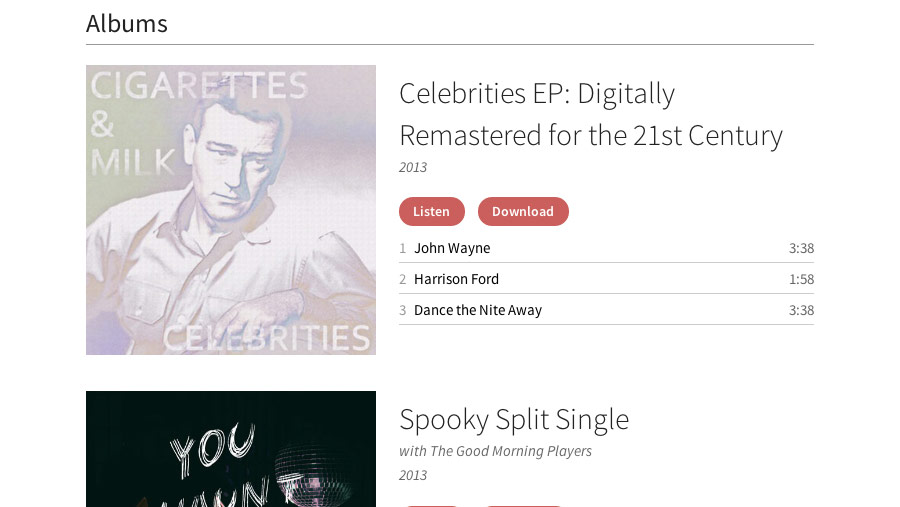 Albums
CIGARETTES
&
MILK
CELEBRITIES
Celebrities EP: Digitally
Remastered for the 21st Century
2013
Listen Download
1 John Wayne 3:38
2 Harrison Ford 1:58
3 Dance the Nite Away 3:38
YOU
Spooky Split Single
with The Good Morning Players
2013